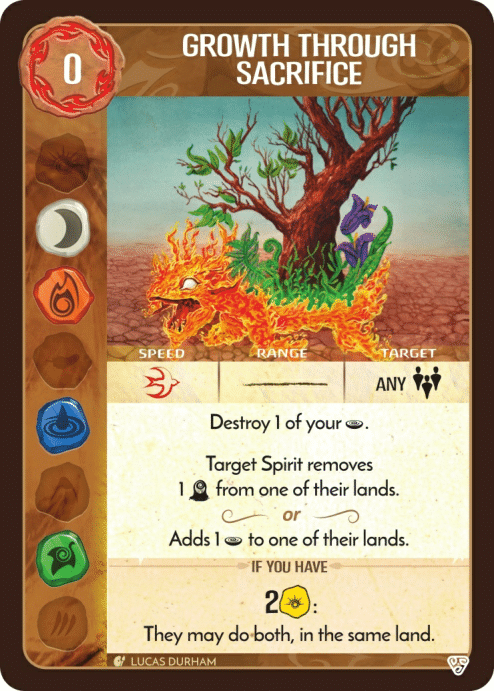 0
GROWTH THROUGH
SACRIFICE
SPEED RANGE TARGET
ANY
Destroy 1 of your .
Target Spirit removes
1 from one of their lands.
or
Adds 1 to one of their lands.
IF YOU HAVE
2 :
They may do both, in the same land.
LUCAS DURHAM